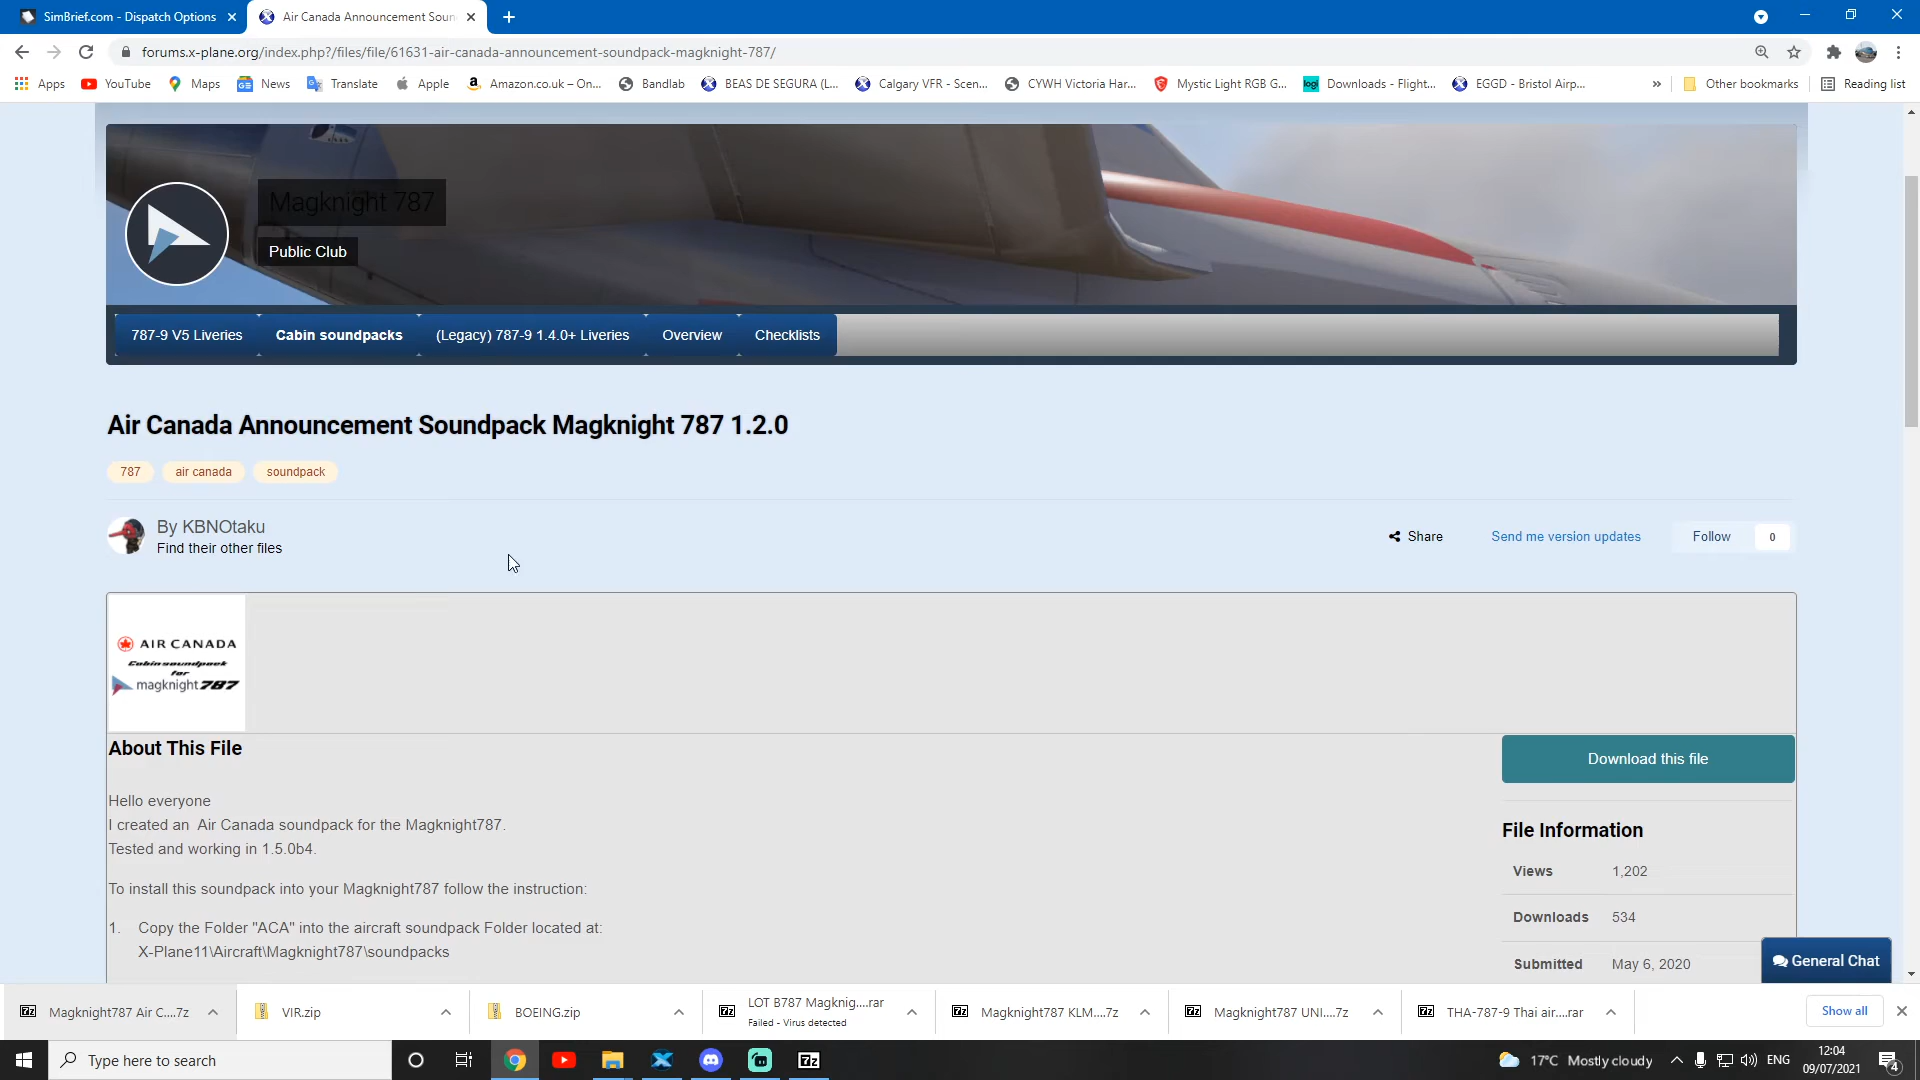 SimBrief.com - Dispatch Options
Air Canada Announcement Soun
forums.x-plane.org/index.php?/files/file/61631-air-canada-announcement-soundpack-magknight-787/
Apps
YouTube
Maps
News
Translate
Apple
Amazon.co.uk – On...
Bandlab
BEAS DE SEGURA (L...
Calgary VFR - Scen...
CYWH Victoria Har...
Mystic Light RGB G...
logi
Downloads - Flight...
EGGD - Bristol Airp...
»
Other bookmarks
Reading list
Magknight 787
Public Club
787-9 V5 Liveries
Cabin soundpacks
(Legacy) 787-9 1.4.0+ Liveries
Overview
Checklists
Air Canada Announcement Soundpack Magknight 787 1.2.0
787
air canada
soundpack
By KBNOtaku
Find their other files
Share
Send me version updates
Follow
0
AIR CANADA
Cabin soundpack
for
magknight 787
About This File
Download this file
Hello everyone
I created an  Air Canada soundpack for the Magknight787.
Tested and working in 1.5.0b4.
To install this soundpack into your Magknight787 follow the instruction:
1. Copy the Folder "ACA" into the aircraft soundpack Folder located at:
X-Plane11\Aircraft\Magknight787\soundpacks
File Information
Views 1,202
Downloads 534
Submitted May 6, 2020
General Chat
Magknight787 Air C....7z
VIR.zip
BOEING.zip
LOT B787 Magknig....rar
Failed - Virus detected
Magknight787 KLM....7z
Magknight787 UNI....7z
THA-787-9 Thai air....rar
Show all
Type here to search
7z
17°C Mostly cloudy
ENG
12:04
09/07/2021
4